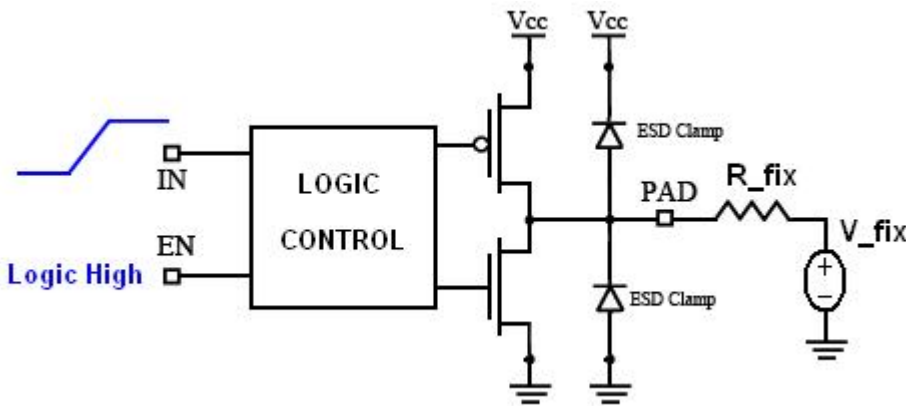 Vcc
Vcc
ESD Clamp
IN
LOGIC
CONTROL
PAD
R_fix
V_fix
EN
Logic High
ESD Clamp
+
−